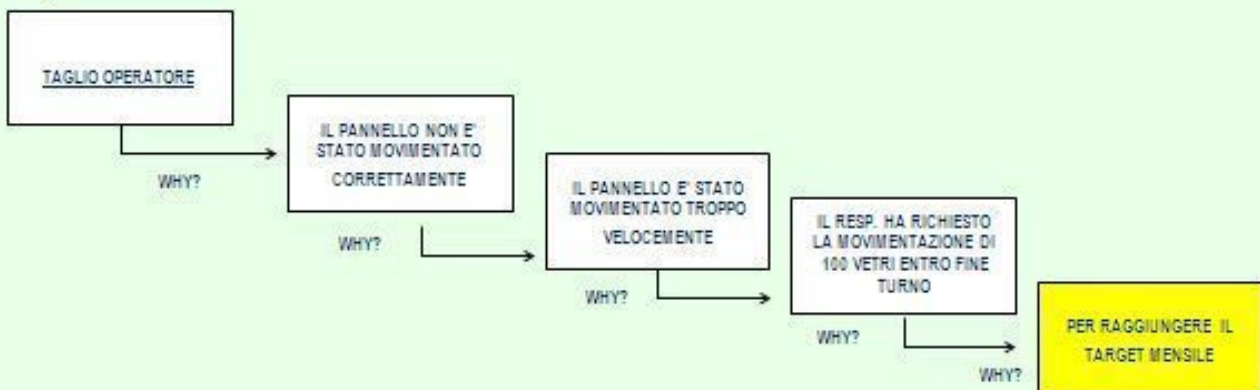 TAGLIO OPERATORE
WHY?
IL PANNELLO NON E'
STATO MOVIMENTATO
CORRETTAMENTE
WHY?
IL PANNELLO E' STATO
MOVIMENTATO TROPPO
VELOCEMENTE
WHY?
IL RESP. HA RICHIESTO
LA MOVIMENTAZIONE DI
100 VETRI ENTRO FINE
TURNO
WHY?
PER RAGGIUNGERE IL
TARGET MENSILE
WHY?